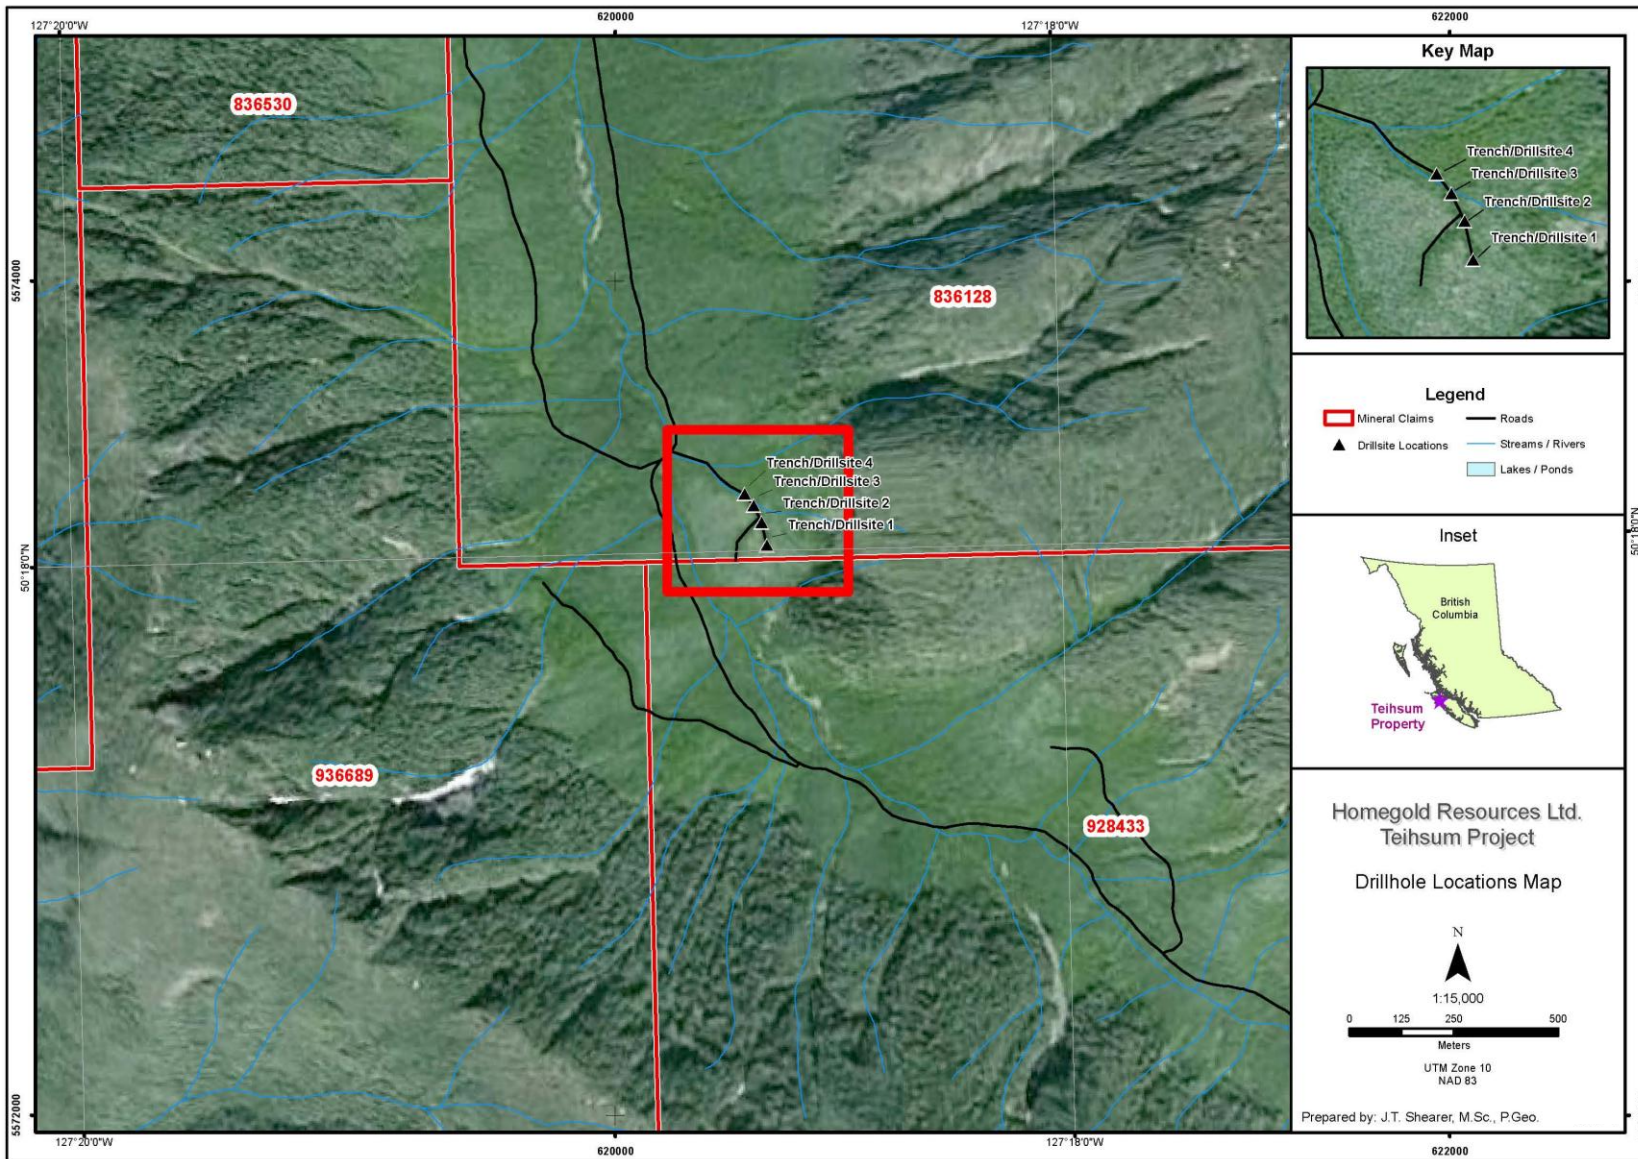 620000
622000
127°20'0"W
127°18'0"W
5574000
5572000
50°18'0"N
50°18'0"N
836530
836128
936689
928433
Trench/Drillsite 4
Trench/Drillsite 3
Trench/Drillsite 2
Trench/Drillsite 1
127°20'0"W
127°18'0"W
620000
622000
Key Map
Trench/Drillsite 4
Trench/Drillsite 3
Trench/Drillsite 2
Trench/Drillsite 1
Legend
Mineral Claims
Roads
Drillsite Locations
Streams / Rivers
Lakes / Ponds
Inset
British
Columbia
Teihsum
Property
Homegold Resources Ltd.
Teihsum Project
Drillhole Locations Map
N
1:15,000
0 125 250 500
Meters
UTM Zone 10
NAD 83
Prepared by: J.T. Shearer, M.Sc., P.Geo.